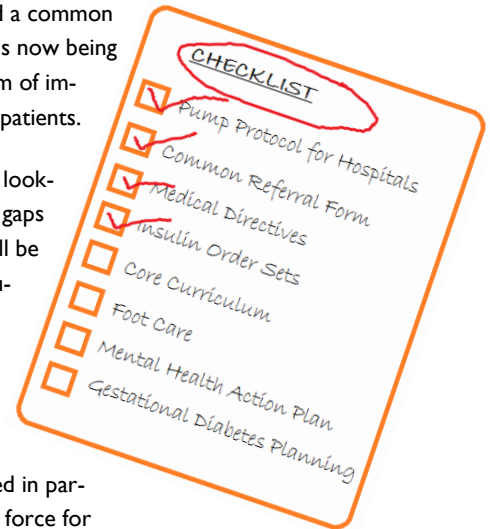 d a common
s now being
m of im-
patients.
look-
gaps
ll be
u-
ed in par-
force for
CHECKLIST
Pump Protocol for Hospitals
Common Referral Form
Medical Directives
Insulin Order Sets
Core Curriculum
Foot Care
Mental Health Action Plan
Gestational Diabetes Planning